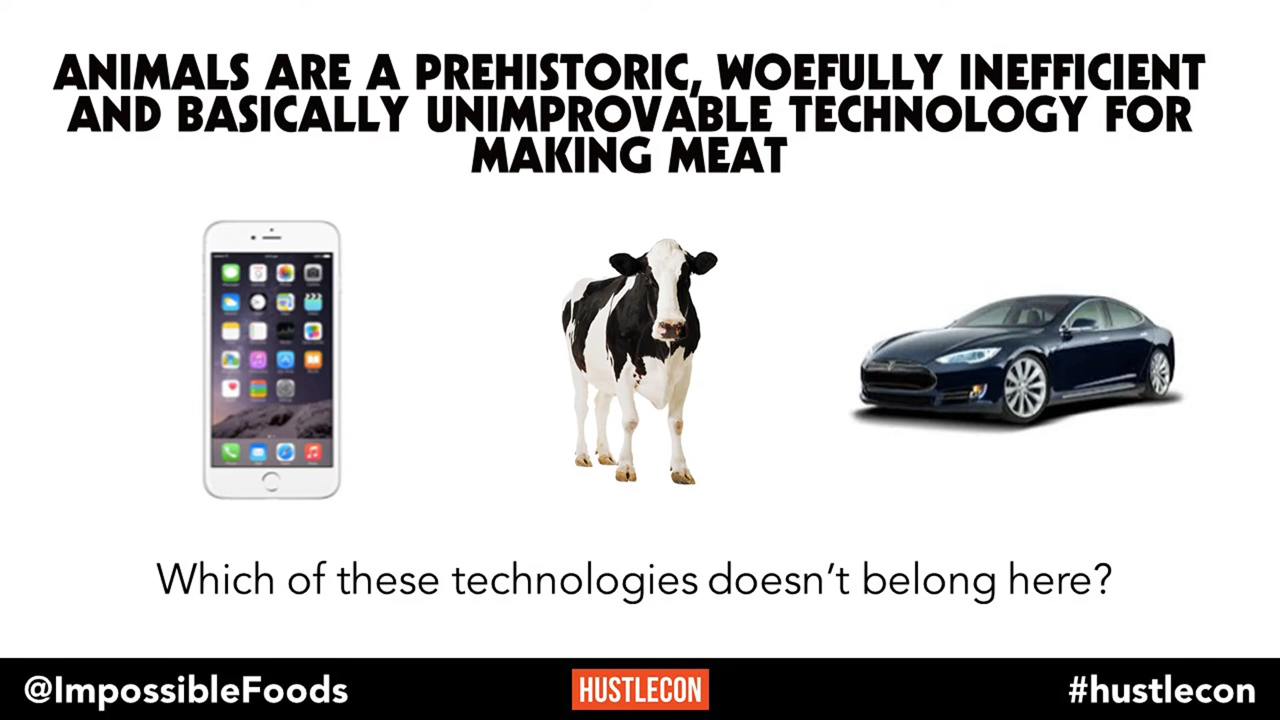 ANIMALS ARE A PREHISTORIC, WOEFULLY INEFFICIENT
AND BASICALLY UNIMPROVABLE TECHNOLOGY FOR
MAKING MEAT
Which of these technologies doesn't belong here?
@ImpossibleFoods
HUSTLECON
#hustlecon